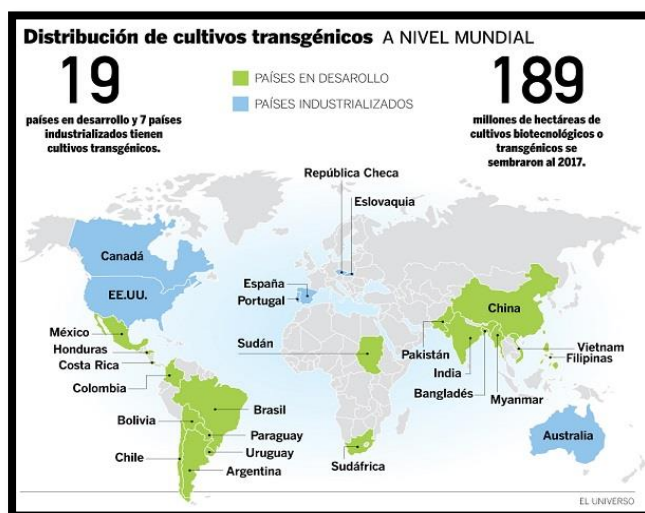 Distribución de cultivos transgénicos A NIVEL MUNDIAL
19
países en desarrollo y 7 países
industrializados tienen
cultivos transgénicos.
PAÍSES EN DESAROLLO
PAÍSES INDUSTRIALIZADOS
189
millones de hectáreas de
cultivos biotecnológicos o
transgénicos se
sembraron al 2017.
República Checa
Eslovaquia
Canadá
EE.UU.
España
Portugal
China
México
Honduras
Costa Rica
Colombia
Sudán
Pakistán
India
Bangladés
Myanmar
Vietnam
Filipinas
Bolivia
Brasil
Paraguay
Uruguay
Chile
Argentina
Sudáfrica
Australia
EL UNIVERSO